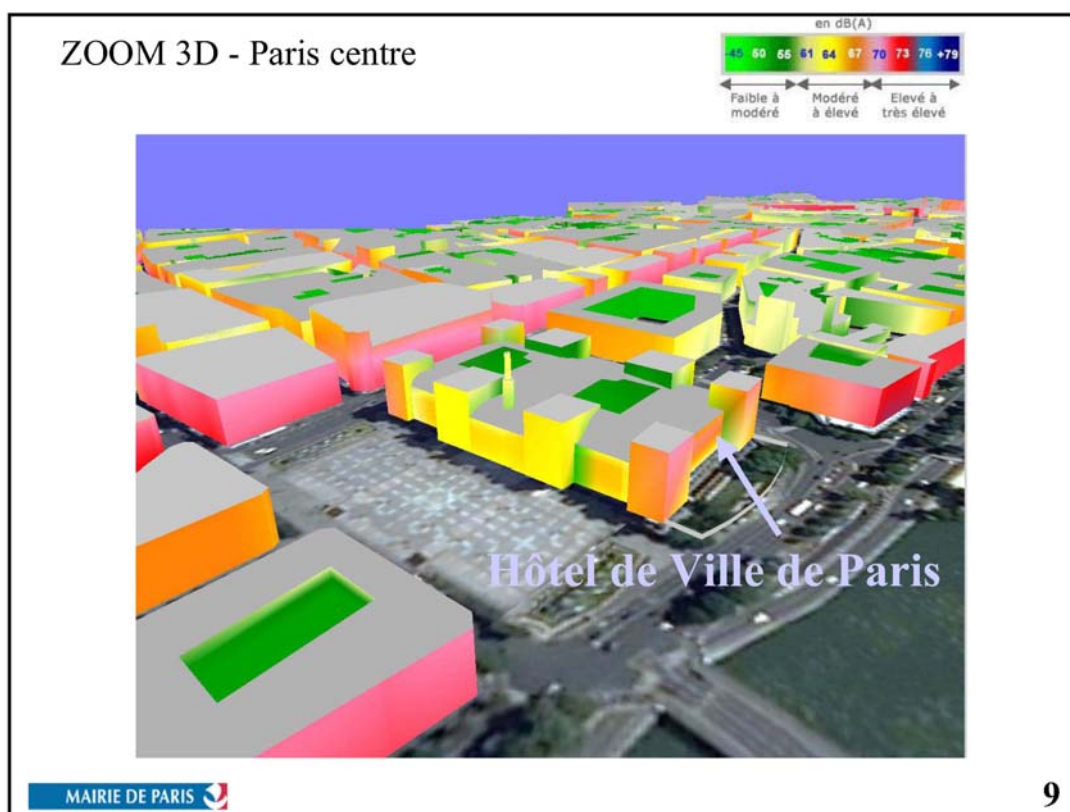 ZOOM 3D - Paris centre
en dB(A)
-45 50 55 61 64 67 70 73 76 +79
Faible à modéré
Modéré à élevé
Elevé à très élevé
Hôtel de Ville de Paris
MAIRIE DE PARIS
9